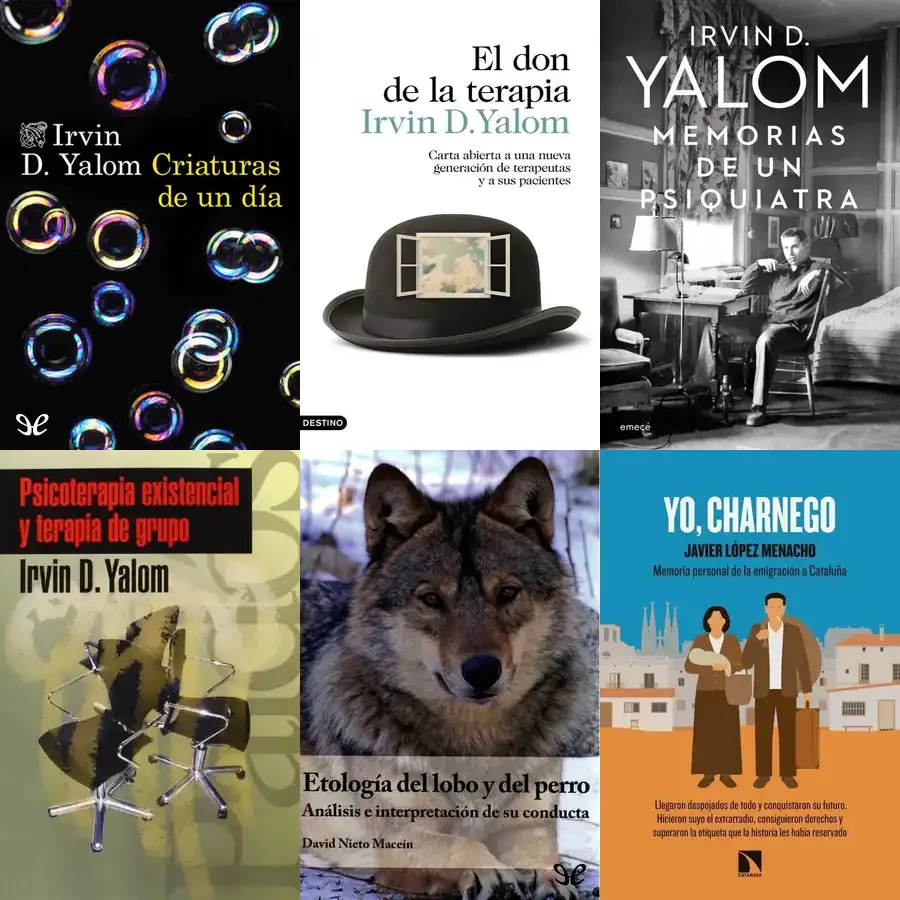 Irvin
D. Yalom Criaturas
de un día
El don
de la terapia
Irvin D. Yalom
Carta abierta a una nueva
generación de terapeutas
y a sus pacientes
DESTINO
IRVIN D.
YALOM
MEMORIAS
DE UN
PSIQUIATRA
emecé
Psicoterapia existencial
y terapia de grupo
Irvin D. Yalom
Etología del lobo y del perro
Análisis e interpretación de su conducta
David Nieto Maceín
YO, CHARNEGO
JAVIER LÓPEZ MENACHO
Memoria personal de la emigración a Cataluña
Llegaron despojados de todo y conquistaron su futuro.
Hicieron suyo el extrarradio, consiguieron derechos y
superaron la etiqueta que la historia les había reservado
CATARATA